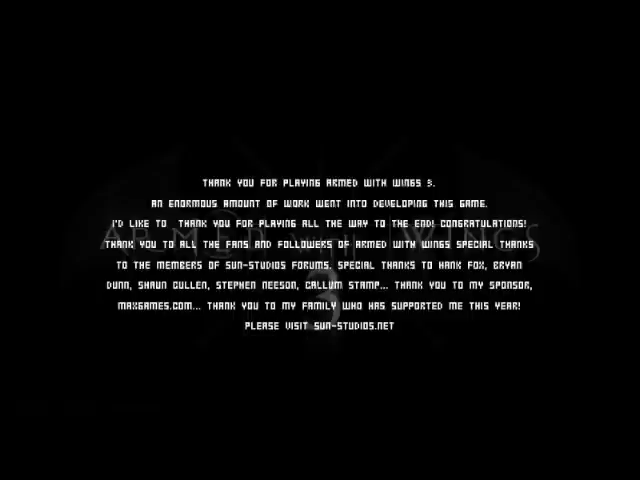 THANK YOU FOR PLAYING ARMED WITH WINGS 3.
AN ENORMOUS AMOUNT OF WORK WENT INTO DEVELOPING THIS GAME.
I'D LIKE TO THANK YOU FOR PLAYING ALL THE WAY TO THE END! CONGRATULATIONS!
THANK YOU TO ALL THE FANS AND FOLLOWERS OF ARMED WITH WINGS SPECIAL THANKS
TO THE MEMBERS OF SUN-STUDIOS FORUMS. SPECIAL THANKS TO HANK FOX, BRYAN
DUNN, SHAUN CULLEN, STEPHEN NEESON, CALLUM STAMP... THANK YOU TO MY SPONSOR,
MAXGAMES.COM... THANK YOU TO MY FAMILY WHO HAS SUPPORTED ME THIS YEAR!
PLEASE VISIT SUN-STUDIOS.NET
ARMED WITH WINGS
3